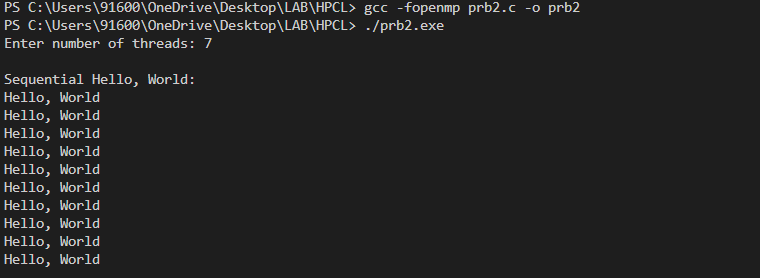 PS C:\Users\91600\OneDrive\Desktop\LAB\HPCL> gcc -fopenmp prb2.c -o prb2
PS C:\Users\91600\OneDrive\Desktop\LAB\HPCL> ./prb2.exe
Enter number of threads: 7

Sequential Hello, World:
Hello, World
Hello, World
Hello, World
Hello, World
Hello, World
Hello, World
Hello, World
Hello, World
Hello, World
Hello, World